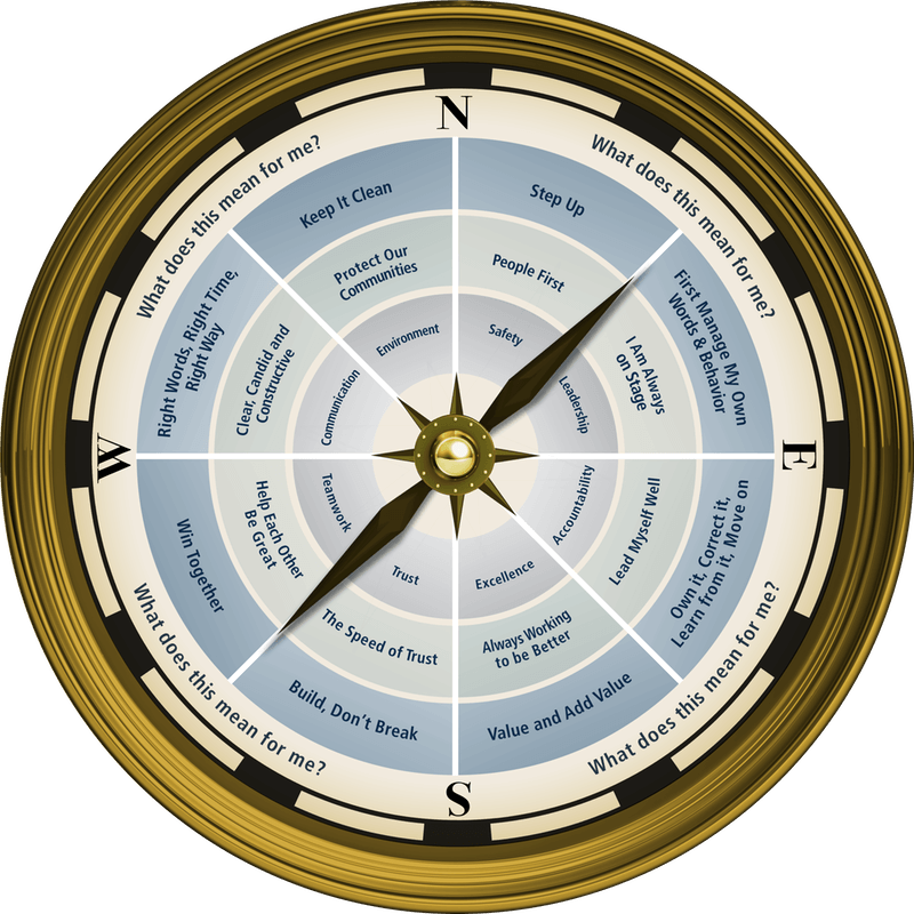 N
What does this mean for me?
What does this mean for me?
Keep It Clean
Step Up
Protect Our
Communities
People First
Environment
Safety
Right Words, Right Time,
Right Way
Clear, Candid and
Constructive
Communication
Leadership
I Am Always
on Stage
First Manage My Own
Words & Behavior
W
E
Win Together
Help Each Other
Be Great
Teamwork
Accountability
Lead Myself Well
Own it, Correct it,
Learn from it, Move on
Trust
Excellence
The Speed of Trust
Always Working
to be Better
Build, Don't Break
Value and Add Value
What does this mean for me?
What does this mean for me?
S